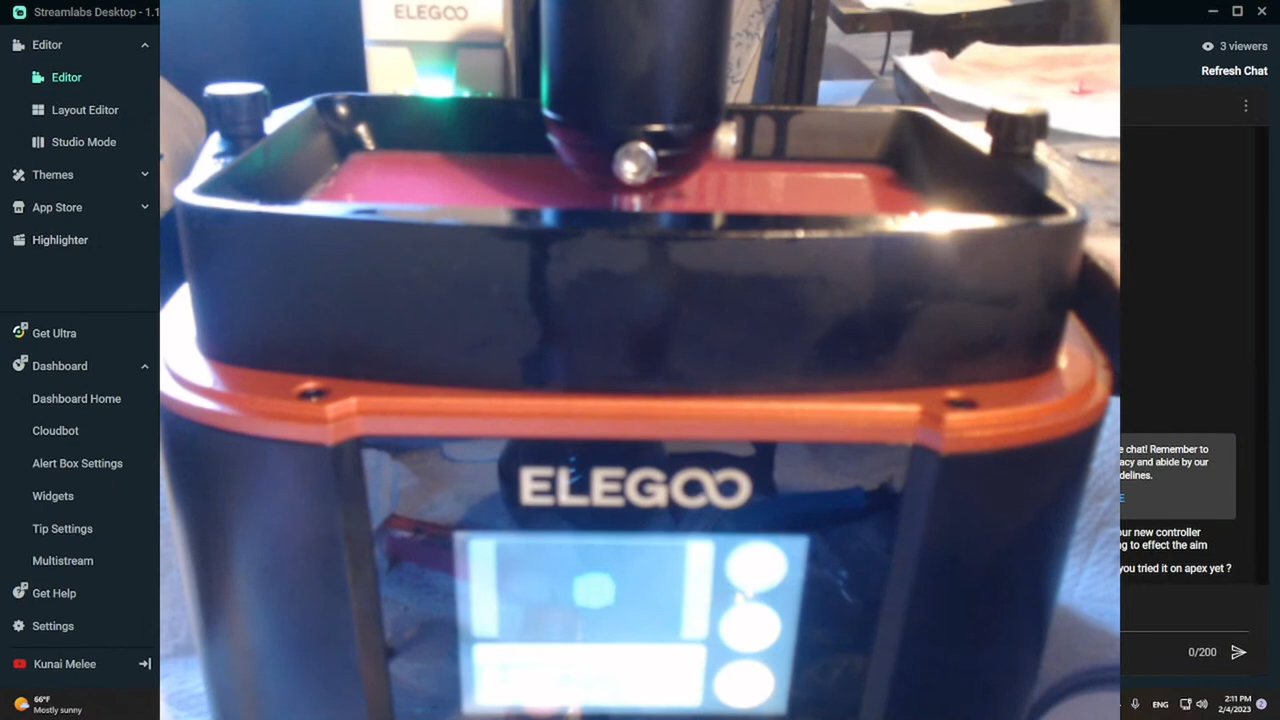 Streamlabs Desktop - 1.1
Editor
Editor
Layout Editor
Studio Mode
Themes
App Store
Highlighter
Get Ultra
Dashboard
Dashboard Home
Cloudbot
Alert Box Settings
Widgets
Tip Settings
Multistream
Get Help
Settings
Kunai Melee
66°F
Mostly sunny
ELEGOO
ELEGOO
3 viewers
Refresh Chat
e chat! Remember to
acy and abide by our
delines.
E
our new controller
ng to effect the aim
you tried it on apex yet ?
0/200
ENG
2:11 PM
2/4/2023
2